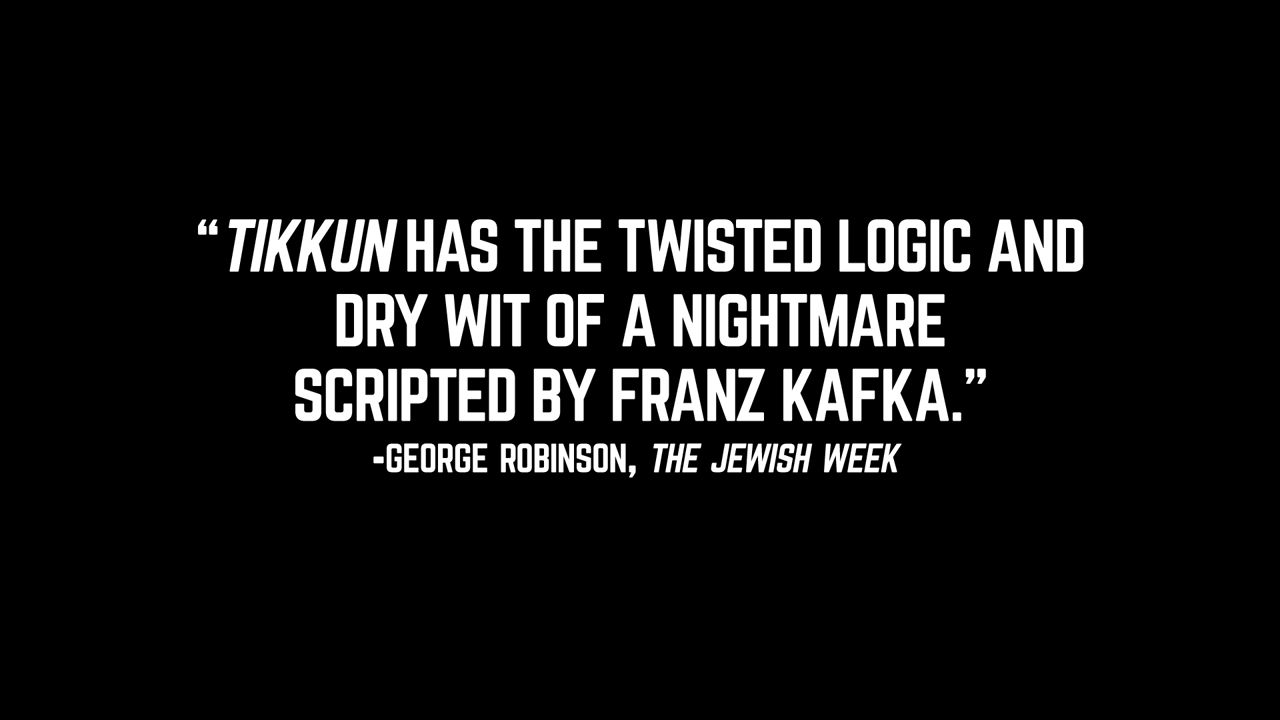 “TIKKUN HAS THE TWISTED LOGIC AND
DRY WIT OF A NIGHTMARE
SCRIPTED BY FRANZ KAFKA.”
-GEORGE ROBINSON, THE JEWISH WEEK